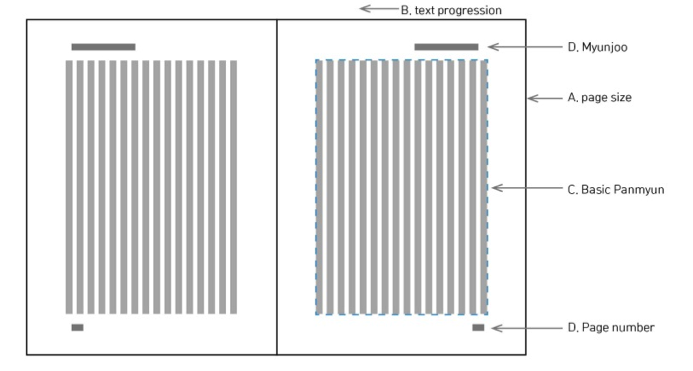 B. text progression
D. Myunjoo
A. page size
C. Basic Panmyun
D. Page number